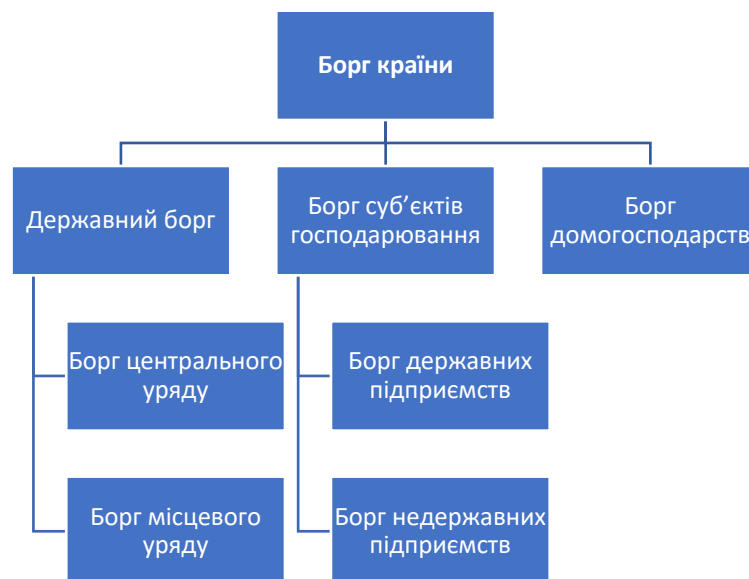 Борг країни
Державний борг
Борг суб’єктів
господарювання
Борг
домогосподарств
Борг центрального
уряду
Борг державних
підприємств
Борг місцевого
уряду
Борг недержавних
підприємств